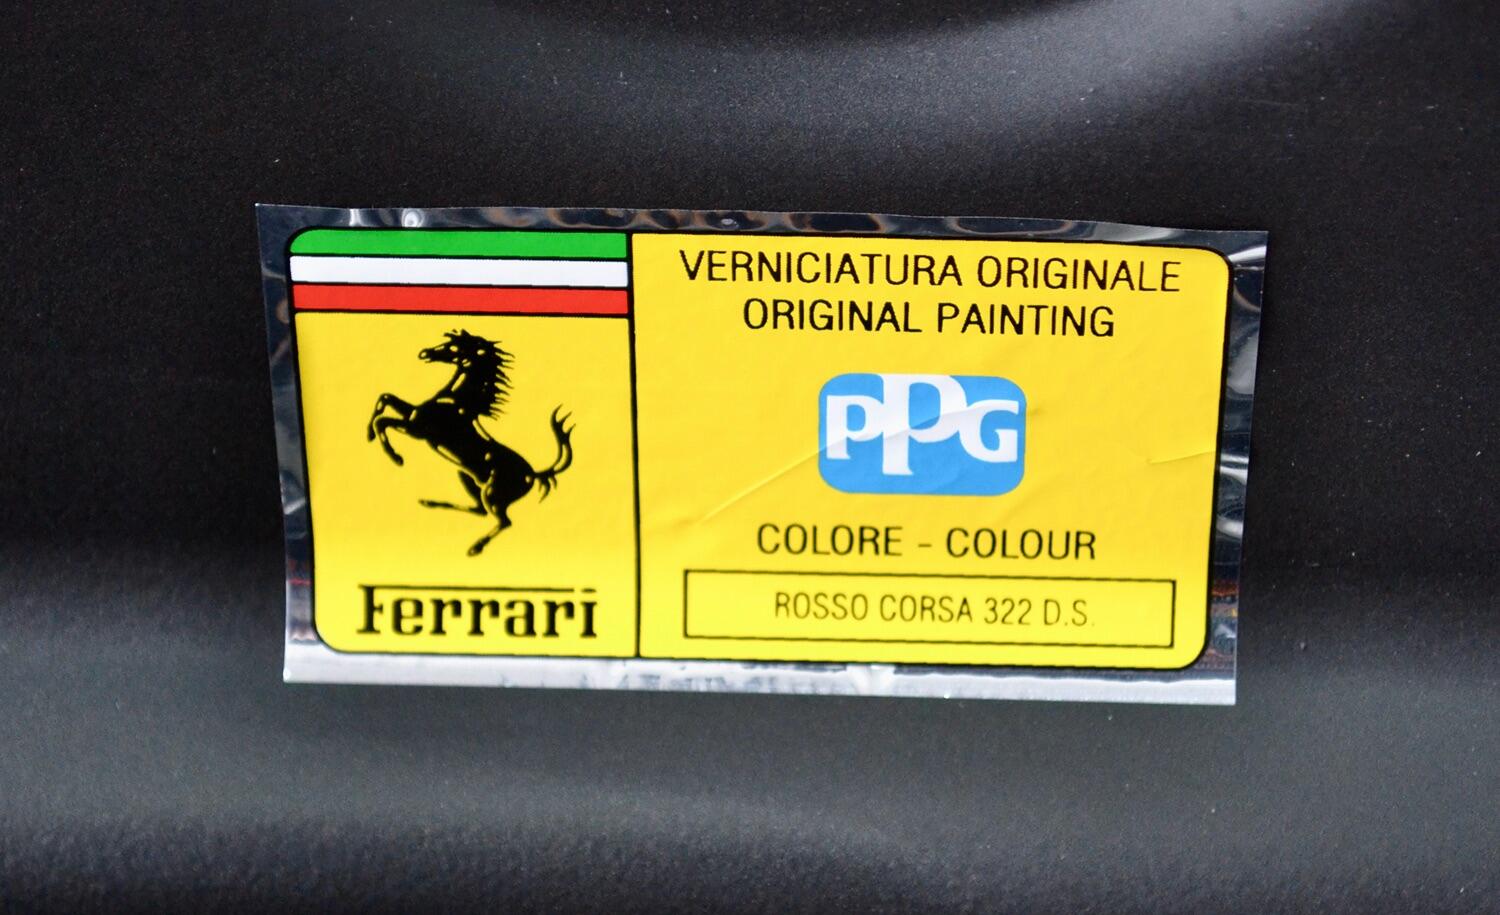 VERNICIATURA ORIGINALE
ORIGINAL PAINTING
PPG
COLORE - COLOUR
ROSSO CORSA 322 D.S.
Ferrari